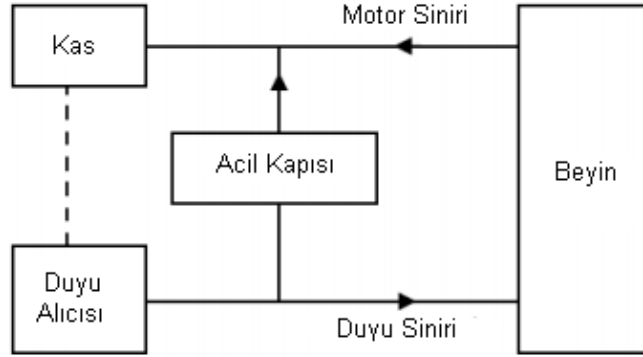 Motor Siniri
Kas
Acil Kapısı
Beyin
Duyu
Alıcısı
Duyu Siniri